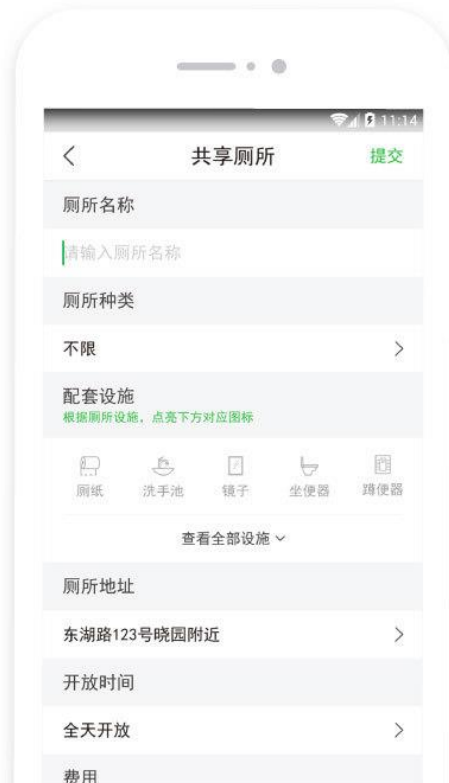 11:14
共享厕所
提交
厕所名称
请输入厕所名称
厕所种类
不限
配套设施
根据厕所设施，点亮下方对应图标
厕纸 洗手池 镜子 坐便器 蹲便器
查看全部设施
厕所地址
东湖路123号晓园附近
开放时间
全天开放
费用